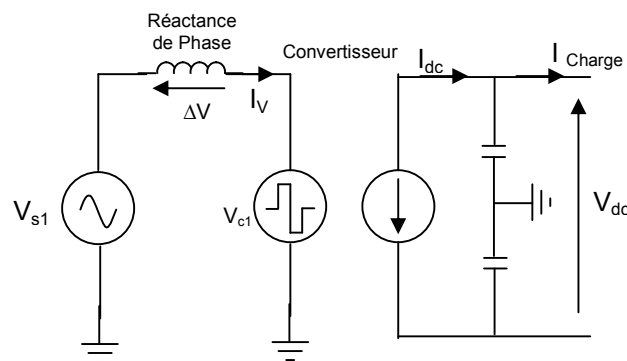 Réactance
de Phase
Convertisseur
I_dc
I Charge
ΔV
I_V
V_s1
V_c1
V_dc